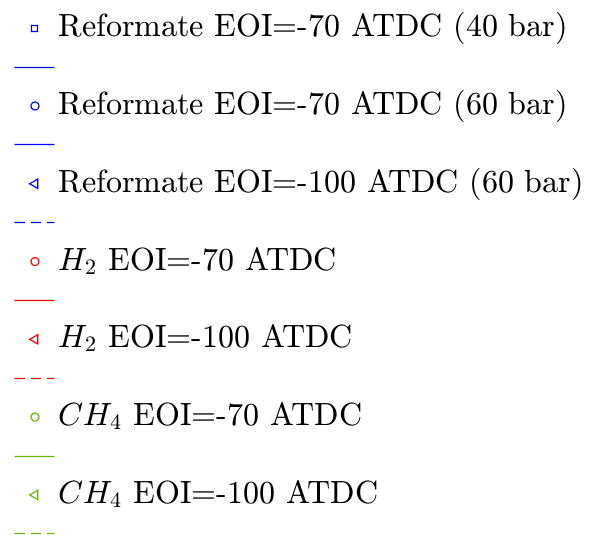 Reformate EOI=-70 ATDC (40 bar)
Reformate EOI=-70 ATDC (60 bar)
Reformate EOI=-100 ATDC (60 bar)
H₂ EOI=-70 ATDC
H₂ EOI=-100 ATDC
CH₄ EOI=-70 ATDC
CH₄ EOI=-100 ATDC